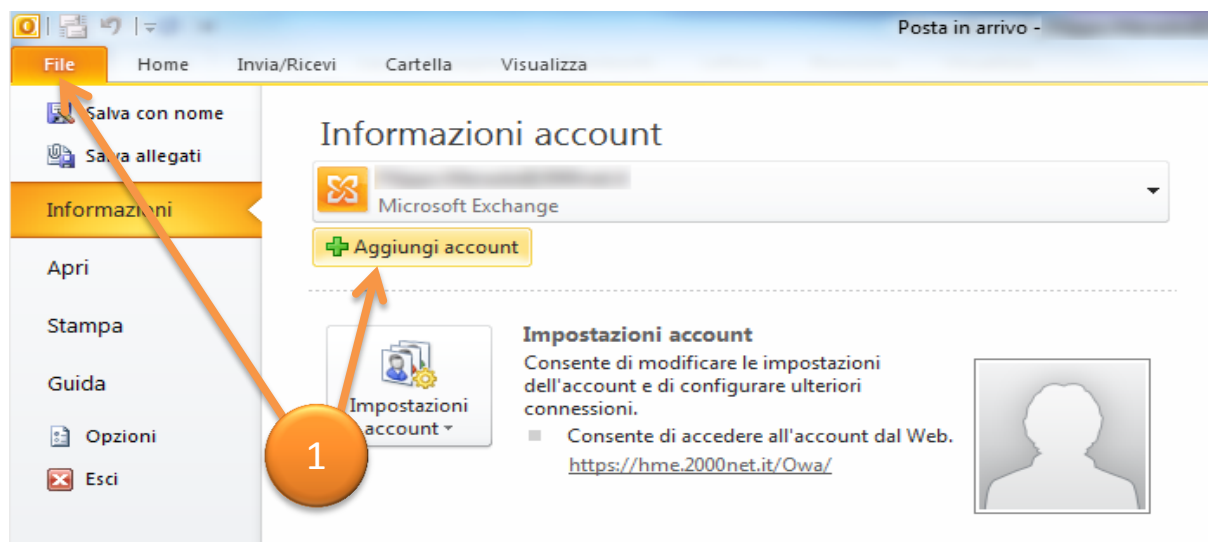 Posta in arrivo -
File Home Invia/Ricevi Cartella Visualizza
Salva con nome
Salva allegati
Informazioni
Apri
Stampa
Guida
Opzioni
Esci
Informazioni account
Microsoft Exchange
Aggiungi account
Impostazioni
account
Impostazioni account
Consente di modificare le impostazioni
dell'account e di configurare ulteriori
connessioni.
Consente di accedere all'account dal Web.
https://hme.2000net.it/Owa/
1